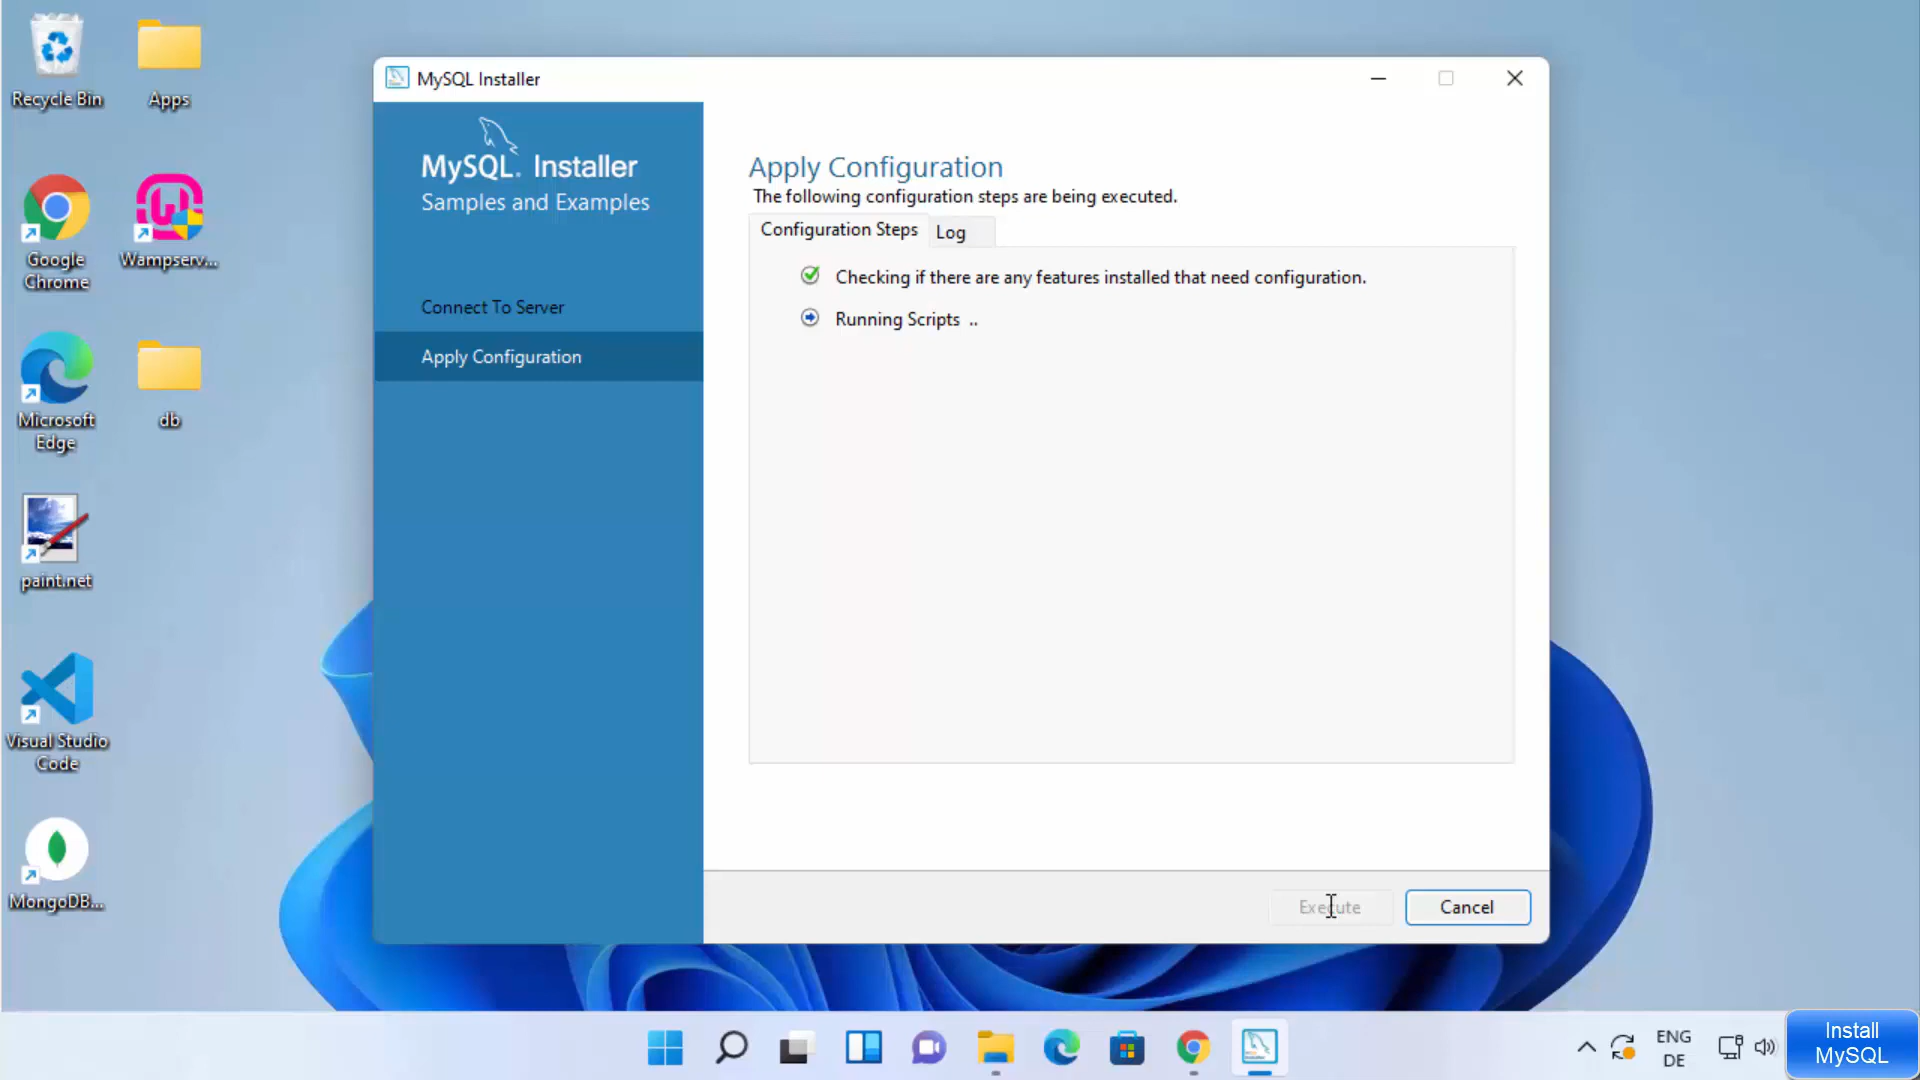 Recycle Bin
Apps
Google
Chrome
Wampserv...
Microsoft
Edge
db
paint.net
Visual Studio
Code
MongoDB...
MySQL Installer
MySQL. Installer
Samples and Examples
Connect To Server
Apply Configuration
Apply Configuration
The following configuration steps are being executed.
Configuration Steps
Log
Checking if there are any features installed that need configuration.
Running Scripts ..
Execute
Cancel
ENG
DE
Install
MySQL